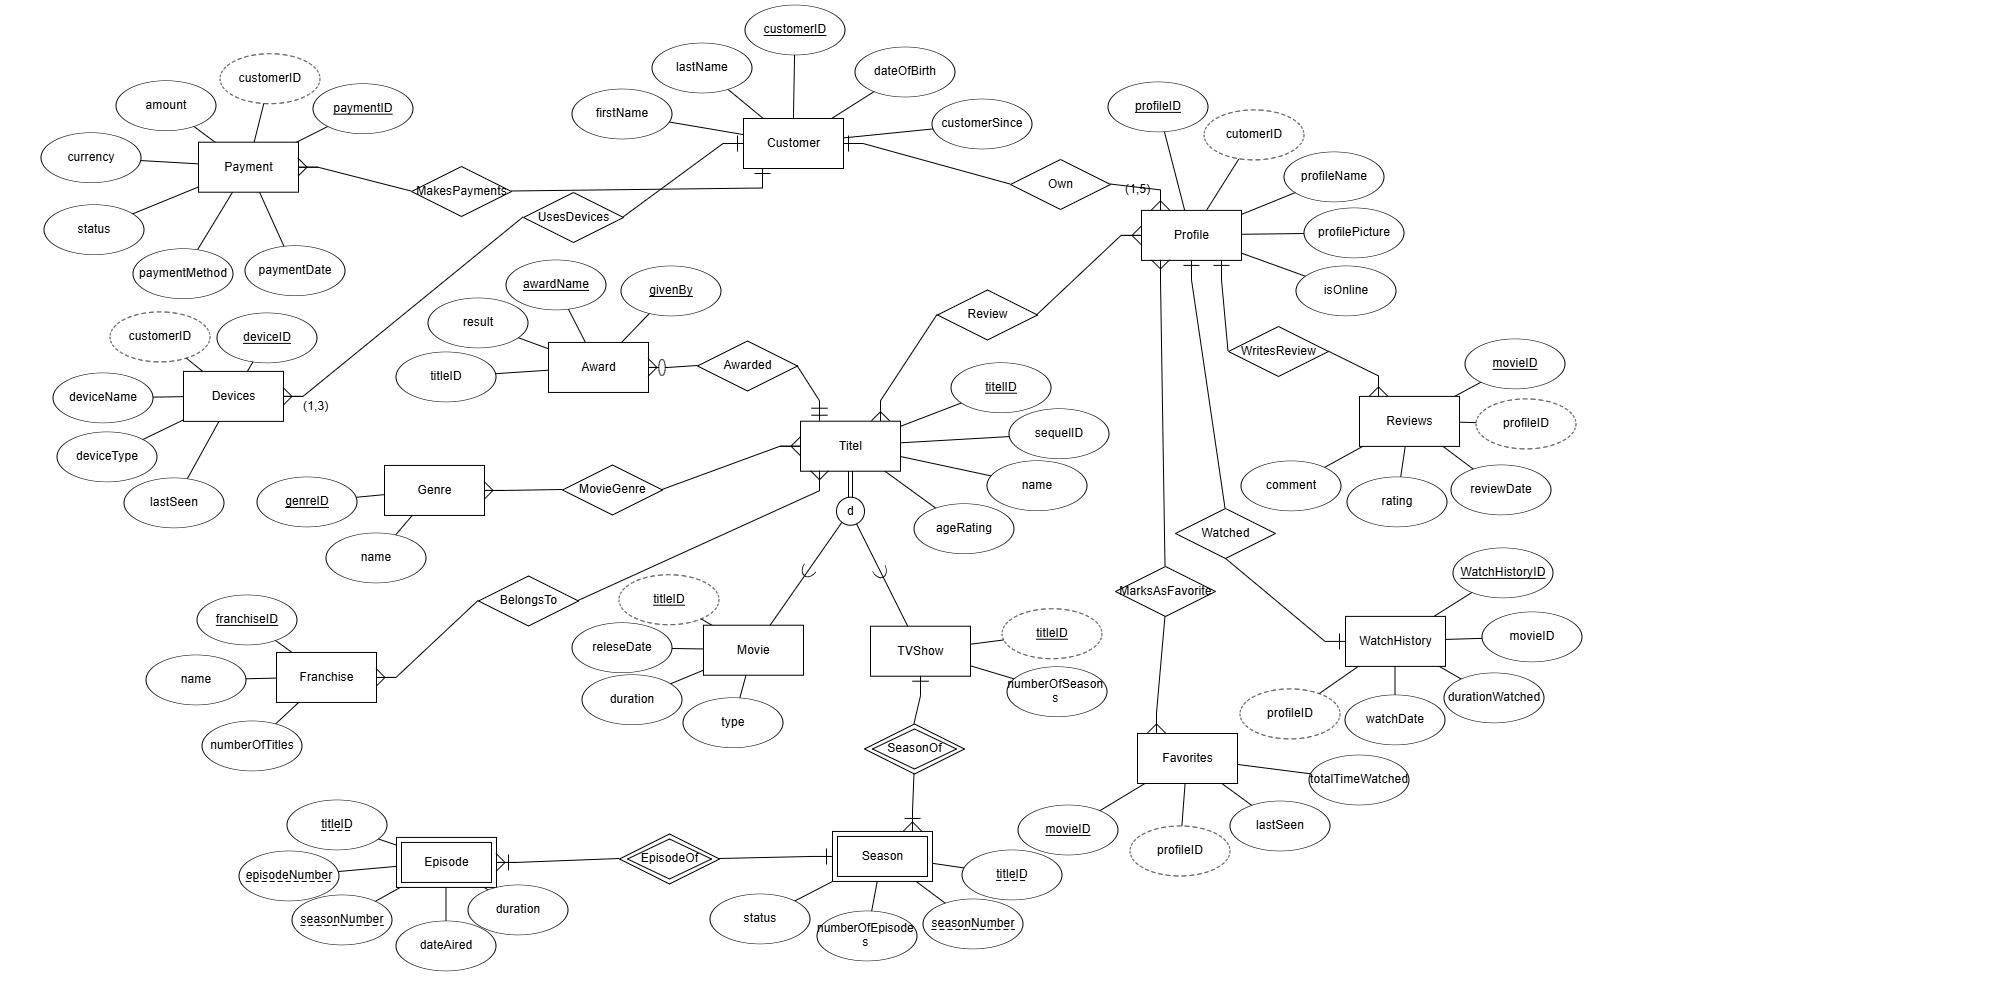 customerID
lastName
dateOfBirth
firstName
customerSince
Customer
customerID
amount
paymentID
currency
Payment
status
paymentMethod
paymentDate
MakesPayments
UsesDevices
Own
(1,5)
profileID
cutomerID
profileName
profilePicture
isOnline
Profile
customerID
deviceID
deviceName
Devices
(1,3)
deviceType
lastSeen
awardName
givenBy
result
titleID
Award
Awarded
Review
WritesReview
movieID
profileID
Reviews
comment
rating
reviewDate
titelID
sequelID
name
ageRating
Titel
d
Genre
genreID
name
MovieGenre
BelongsTo
franchiseID
name
Franchise
numberOfTitles
titleID
releseDate
Movie
duration
type
TVShow
titleID
numberOfSeason
s
Watched
MarksAsFavorite
WatchHistoryID
WatchHistory
movieID
durationWatched
watchDate
profileID
SeasonOf
Favorites
totalTimeWatched
lastSeen
movieID
profileID
titleID
episodeNumber
Episode
seasonNumber
duration
dateAired
EpisodeOf
Season
titleID
status
numberOfEpisode
s
seasonNumber